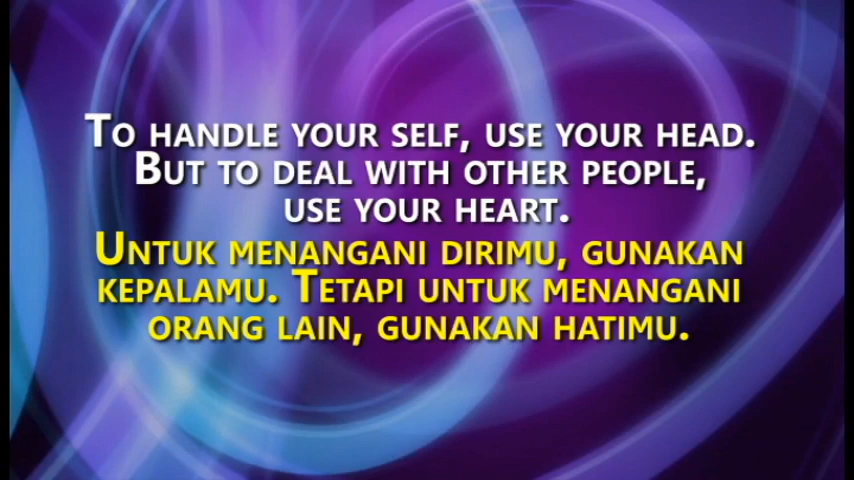 To handle your self, use your head.
But to deal with other people,
use your heart.
Untuk menangani dirimu, gunakan
kepalamu. Tetapi untuk menangani
orang lain, gunakan hatimu.